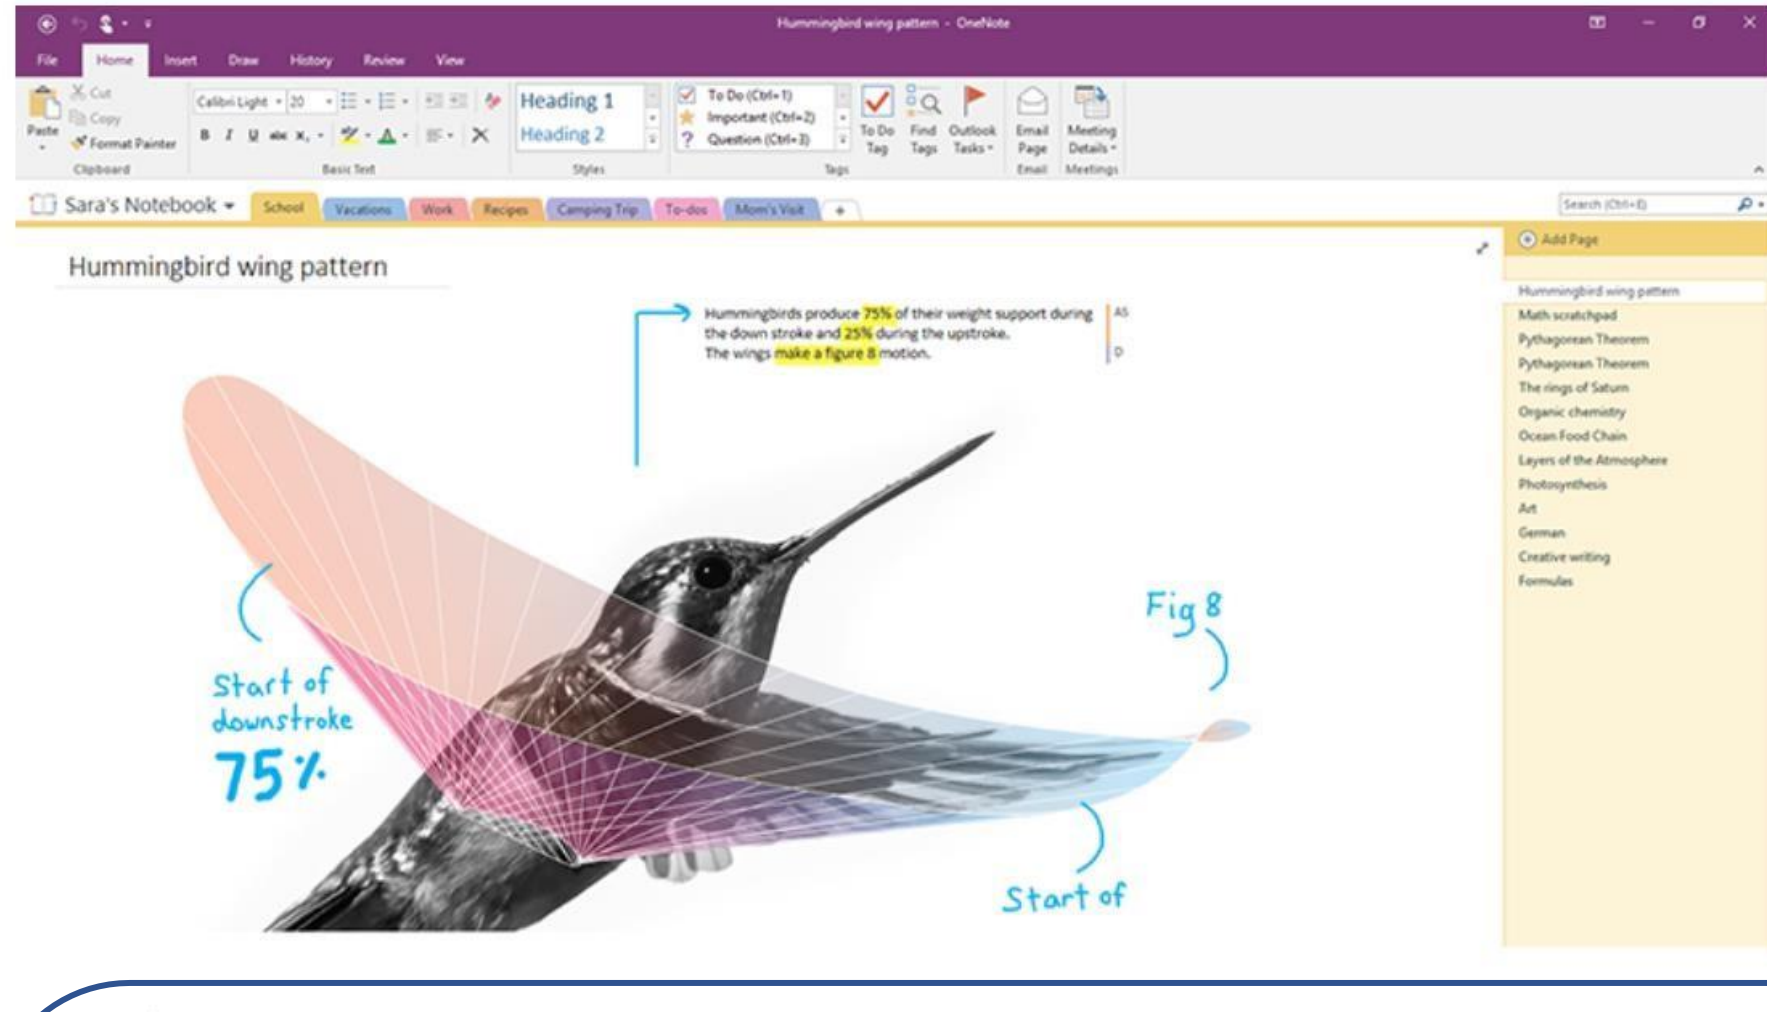 Hummingbird wing pattern - OneNote
File Home Insert Draw History Review View
Paste
Cut
Copy
Format Painter
Clipboard
Calibri Light 20
B I U abc X₂
A
Basic Text
Heading 1
Heading 2
Styles
To Do (Ctrl+1)
Important (Ctrl+2)
? Question (Ctrl+3)
To Do Tag
Find Tags
Outlook Tasks
Tags
Email Page
Email
Meeting Details
Meetings
Sara's Notebook
School Vacations Work Recipes Camping Trip To-dos Mom's Visit +
Search (Ctrl+E)
Hummingbird wing pattern
Hummingbirds produce 75% of their weight support during
the down stroke and 25% during the upstroke.
The wings make a figure 8 motion.
AS
D
Start of
downstroke
75%
Fig 8
Start of
Add Page
Hummingbird wing pattern
Math scratchpad
Pythagorean Theorem
Pythagorean Theorem
The rings of Saturn
Organic chemistry
Ocean Food Chain
Layers of the Atmosphere
Photosynthesis
Art
German
Creative writing
Formulas